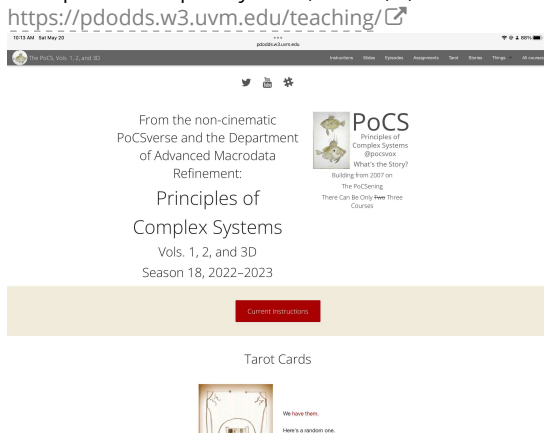 https://pdodds.w3.uvm.edu/teaching/
10:13 AM Sat May 20
pdodds.w3.uvm.edu
88%
The PoCS, Vols. 1, 2, and 3D
Instructions Slides Episodes Assignments Tarot Stories Things All courses
From the non-cinematic
PoCSverse and the Department
of Advanced Macrodata
Refinement:
Principles of
Complex Systems
Vols. 1, 2, and 3D
Season 18, 2022–2023
PoCS
Principles of
Complex Systems
@pocsvox
What's the Story?
Building from 2007 on
The PoCSening
There Can Be Only Two Three
Courses
Current Instructions
Tarot Cards
We have them.
Here's a random one.